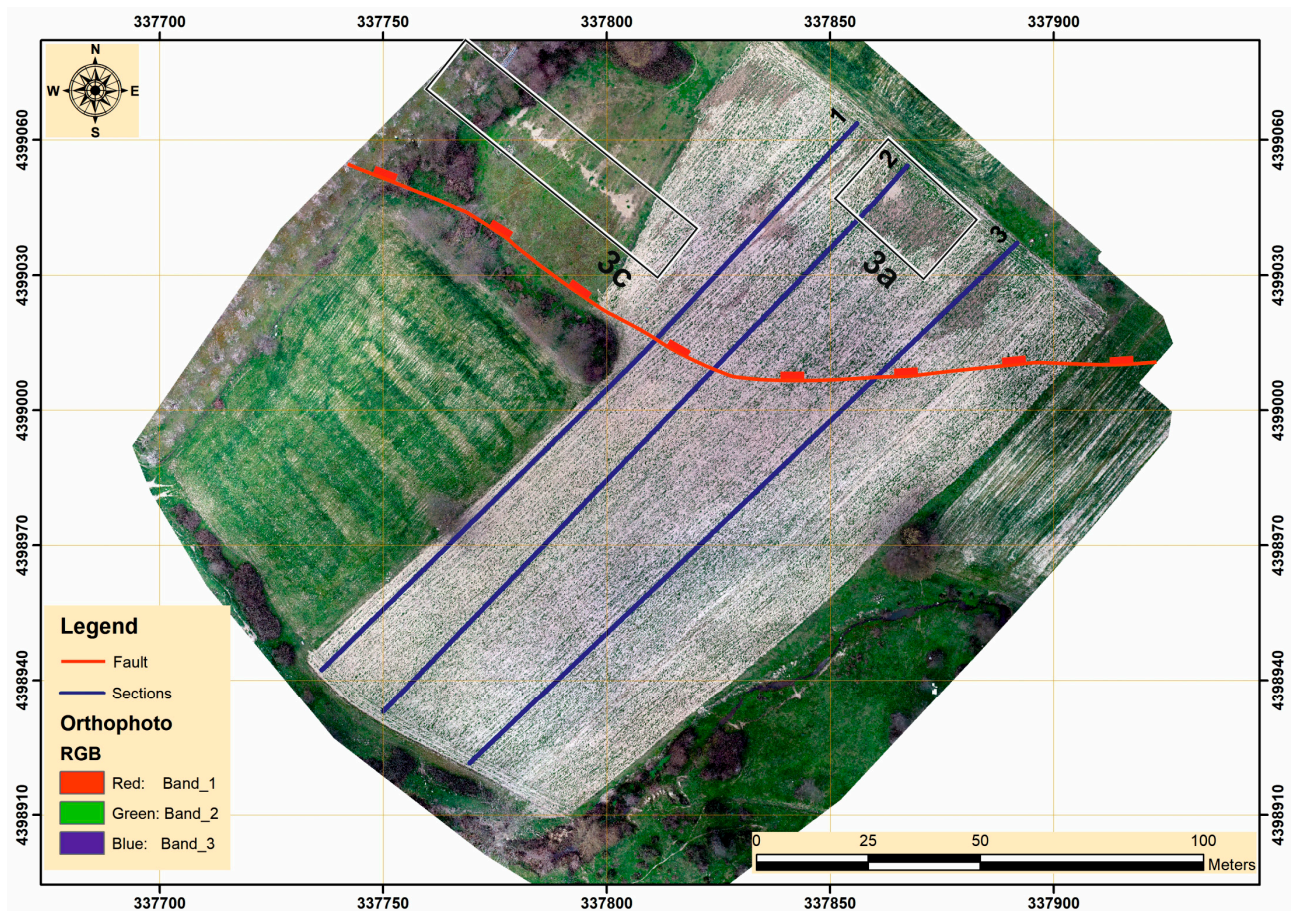 337700 337750 337800 337850 337900
N
W E
S
4399060 4399060
4399030 4399030
4399000 4399000
4398970 4398970
4398940 4398940
4398910 4398910
1
2
3
3c
3a
Legend
Fault
Sections
Orthophoto
RGB
Red: Band_1
Green: Band_2
Blue: Band_3
0 25 50 100
Meters
337700 337750 337800 337850 337900